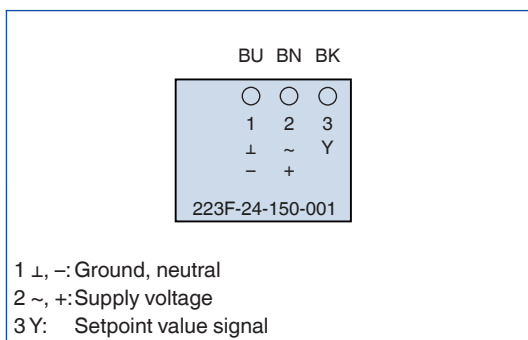 BU BN BK
1 2 3
⊥ ~ Y
– +
223F-24-150-001
1 ⊥, –: Ground, neutral
2 ~, +: Supply voltage
3 Y: Setpoint value signal